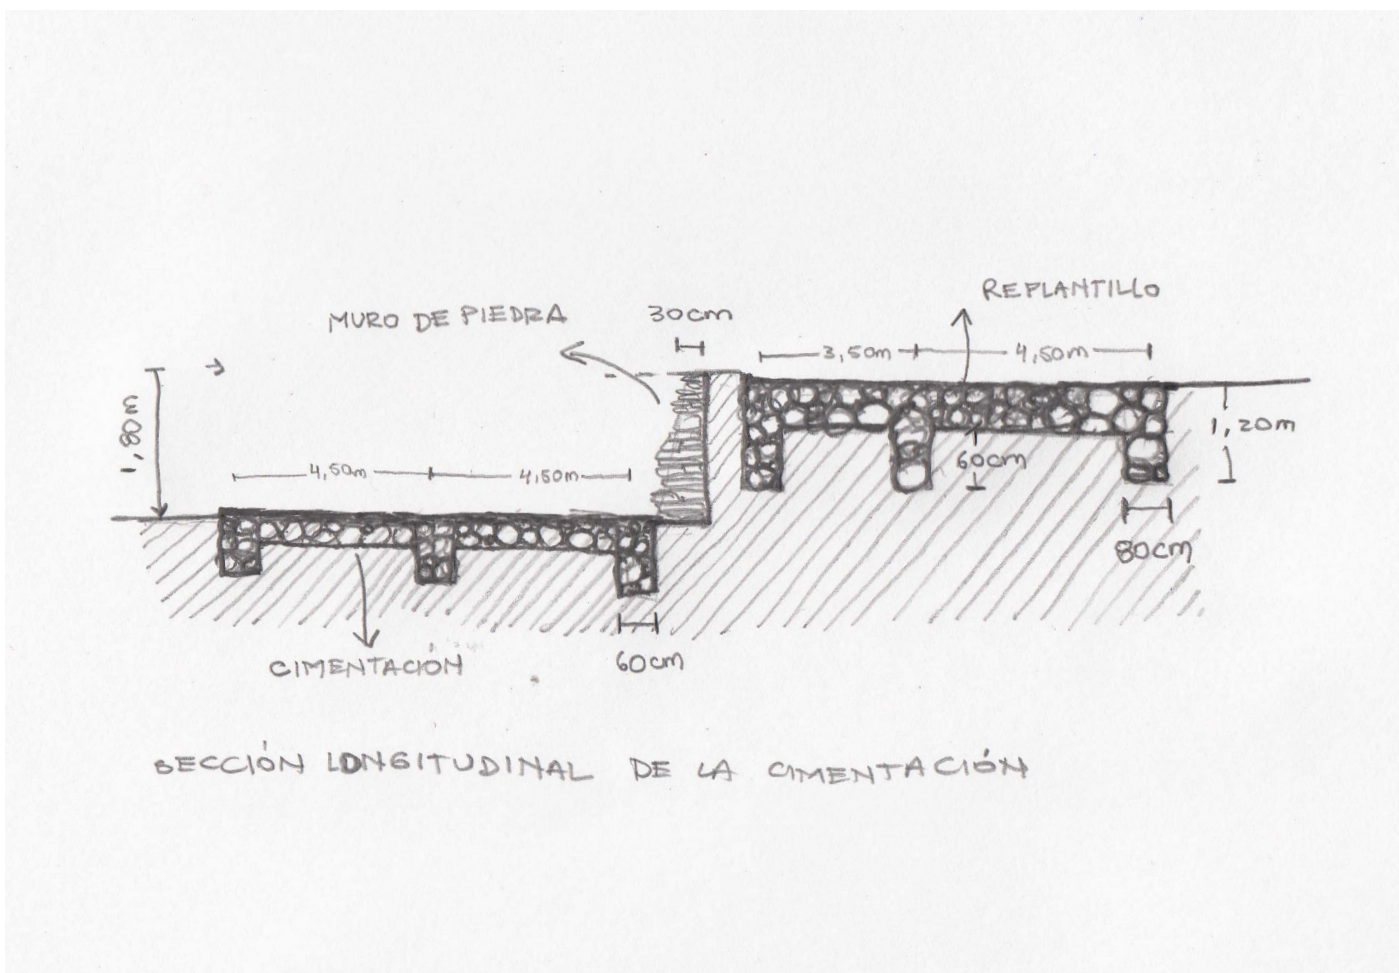 REPLANTILLO
MURO DE PIEDRA
30cm
3,50m
4,50m
1,80m
1,20m
60cm
4,50m
4,50m
80cm
CIMENTACIÓN
60cm
SECCIÓN LONGITUDINAL DE LA CIMENTACIÓN